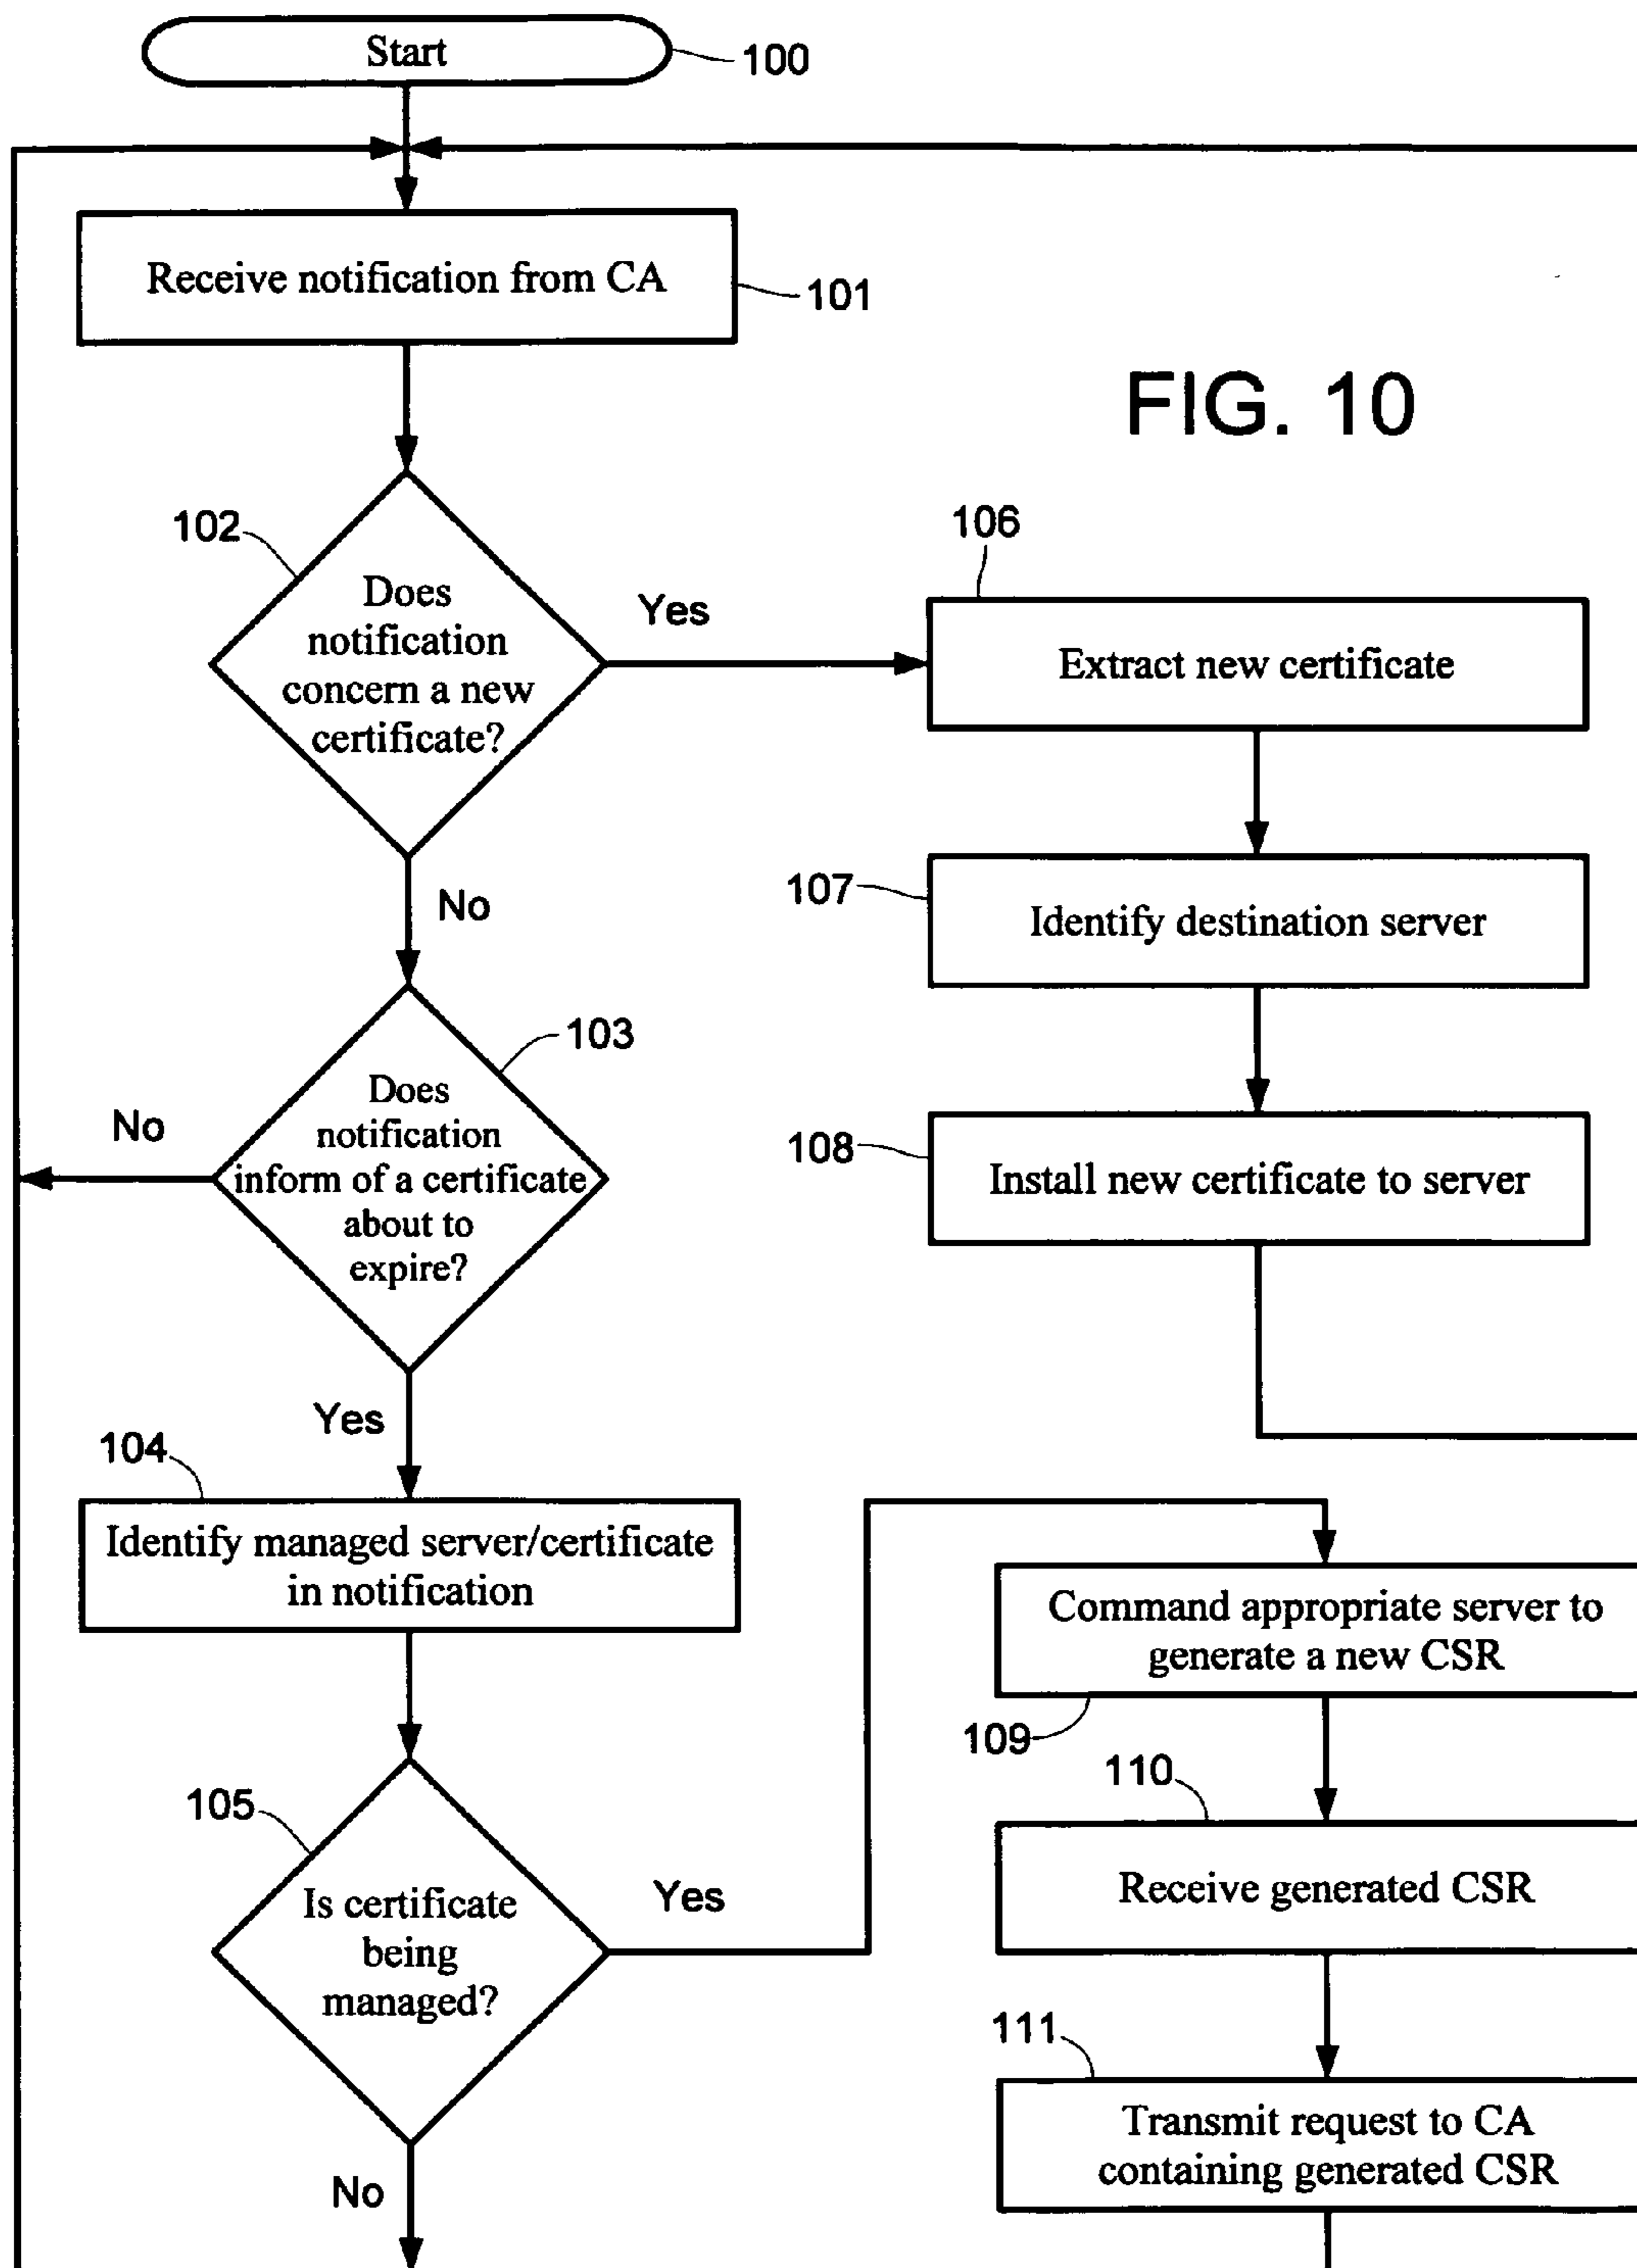 Start
100
Receive notification from CA
101
FIG. 10
102
Does
notification
concern a new
certificate?
Yes
No
106
Extract new certificate
107
Identify destination server
108
Install new certificate to server
103
Does
notification
inform of a certificate
about to
expire?
No
Yes
104
Identify managed server/certificate
in notification
105
Is certificate
being
managed?
Yes
No
Command appropriate server to
generate a new CSR
109
110
Receive generated CSR
111
Transmit request to CA
containing generated CSR